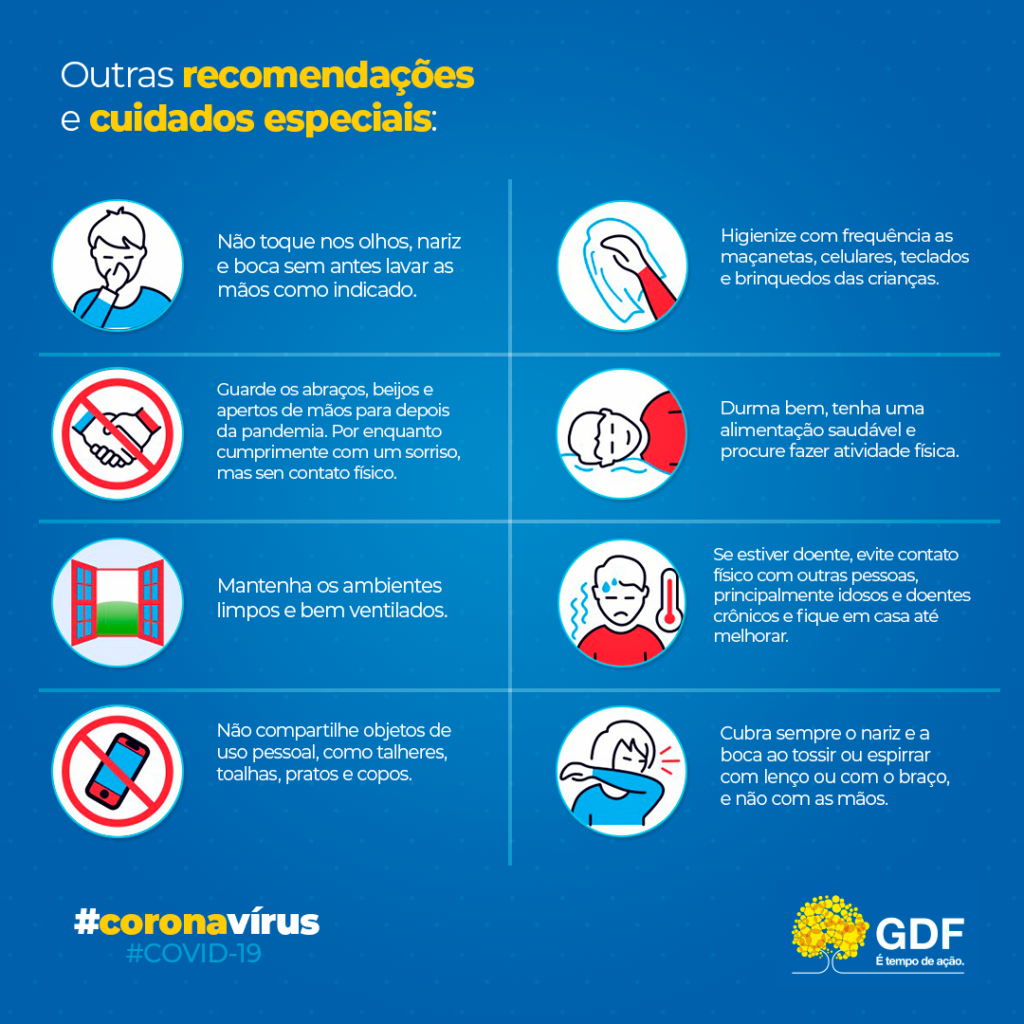 Outras recomendações
e cuidados especiais:
Não toque nos olhos, nariz
e boca sem antes lavar as
mãos como indicado.
Higienize com frequência as
maçanetas, celulares, teclados
e brinquedos das crianças.
Guarde os abraços, beijos e
apertos de mãos para depois
da pandemia. Por enquanto
cumprimente com um sorriso,
mas sen contato físico.
Durma bem, tenha uma
alimentação saudável e
procure fazer atividade física.
Mantenha os ambientes
limpos e bem ventilados.
Se estiver doente, evite contato
físico com outras pessoas,
principalmente idosos e doentes
crônicos e fique em casa até
melhorar.
Não compartilhe objetos de
uso pessoal, como talheres,
toalhas, pratos e copos.
Cubra sempre o nariz e a
boca ao tossir ou espirrar
com lenço ou com o braço,
e não com as mãos.
#coronavírus
#COVID-19
GDF
É tempo de ação.